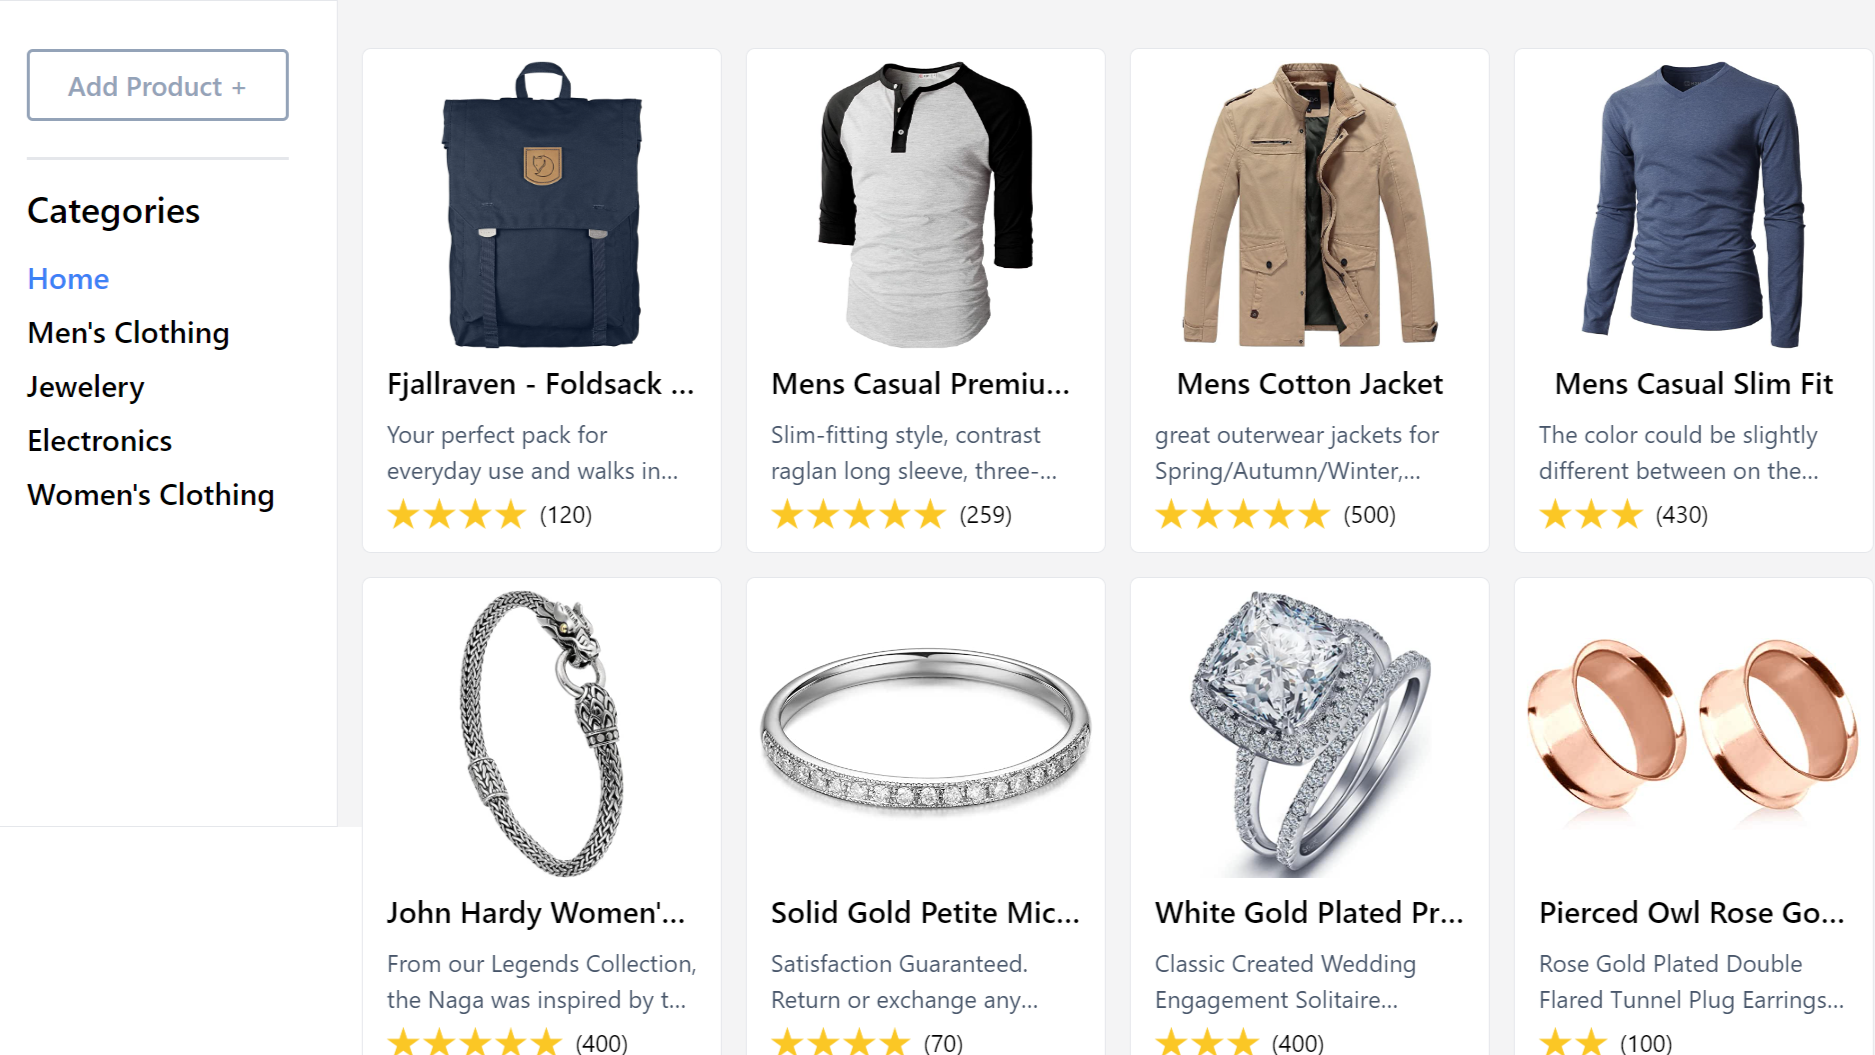 Add Product +
Categories
Home
Men's Clothing
Jewelery
Electronics
Women's Clothing
Fjallraven - Foldsack ...
Your perfect pack for
everyday use and walks in...
(120)
Mens Casual Premiu...
Slim-fitting style, contrast
raglan long sleeve, three-...
(259)
Mens Cotton Jacket
great outerwear jackets for
Spring/Autumn/Winter,...
(500)
Mens Casual Slim Fit
The color could be slightly
different between on the...
(430)
John Hardy Women'...
From our Legends Collection,
the Naga was inspired by t...
(400)
Solid Gold Petite Mic...
Satisfaction Guaranteed.
Return or exchange any...
(70)
White Gold Plated Pr...
Classic Created Wedding
Engagement Solitaire...
(400)
Pierced Owl Rose Go...
Rose Gold Plated Double
Flared Tunnel Plug Earrings...
(100)